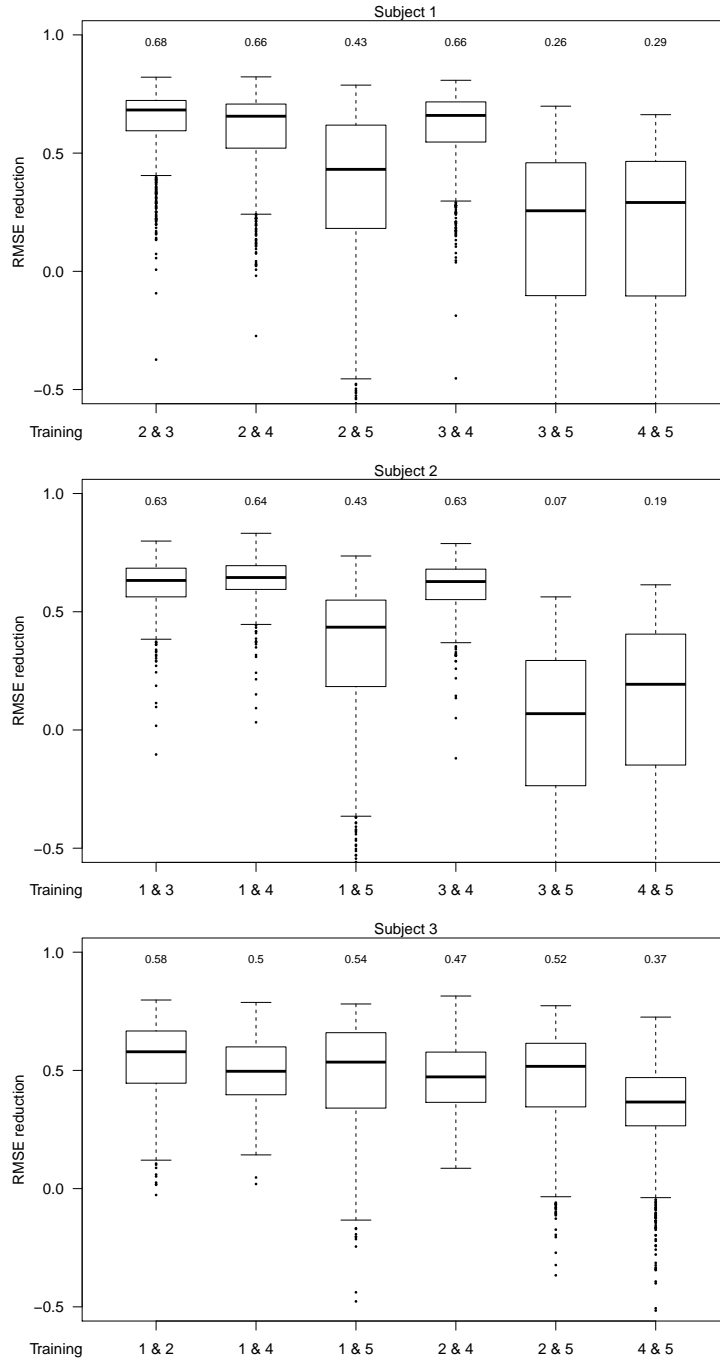 Subject 1
1.0
0.68 0.66 0.43 0.66 0.26 0.29
0.5
RMSE reduction
0.0
−0.5
Training 2 & 3 2 & 4 2 & 5 3 & 4 3 & 5 4 & 5
Subject 2
1.0
0.63 0.64 0.43 0.63 0.07 0.19
0.5
RMSE reduction
0.0
−0.5
Training 1 & 3 1 & 4 1 & 5 3 & 4 3 & 5 4 & 5
Subject 3
1.0
0.58 0.5 0.54 0.47 0.52 0.37
0.5
RMSE reduction
0.0
−0.5
Training 1 & 2 1 & 4 1 & 5 2 & 4 2 & 5 4 & 5